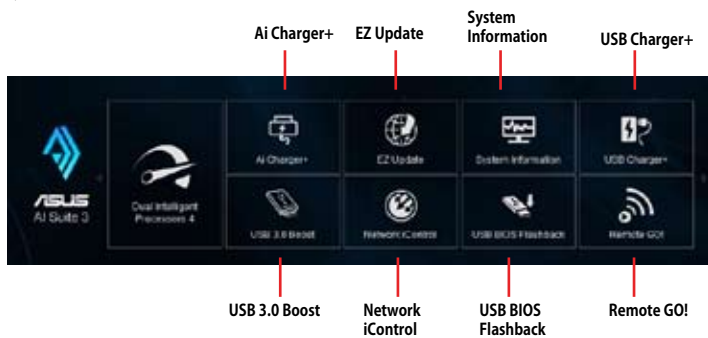 Ai Charger+
EZ Update
System
Information
USB Charger+
Ai Charger+
EZ Update
System Information
USB Charger+
ASUS
AI Suite 3
Dual Intelligent
Processors 4
USB 3.0 Boost
Network iControl
USB BIOS Flashback
Remote GO!
USB 3.0 Boost
Network
iControl
USB BIOS
Flashback
Remote GO!